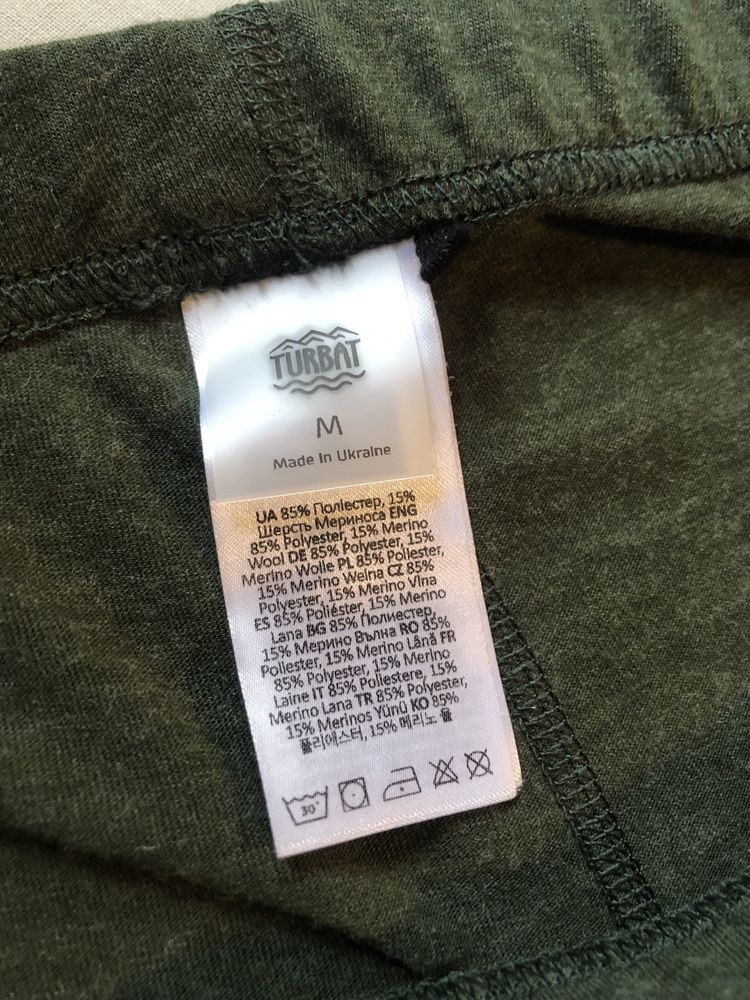 TURBAT
M
Made in Ukraine
UA 85% Поліестер, 15%
Шерсть Мериноса ENG
85% Polyester, 15% Merino
Wool DE 85% Polyester, 15%
Merino Wolle PL 85% Poliester,
15% Merino Wełna CZ 85%
Polyester, 15% Merino Vlna
ES 85% Poliéster, 15% Merino
Lana BG 85% Полиестер,
15% Мерино Вълна RO 85%
Poliester, 15% Merino Lână FR
85% Polyester, 15% Merino
Laine IT 85% Poliestere, 15%
Merino Lana TR 85% Polyester,
15% Merinos Yünü KO 85%
폴리에스터, 15% 메리노 울
30°